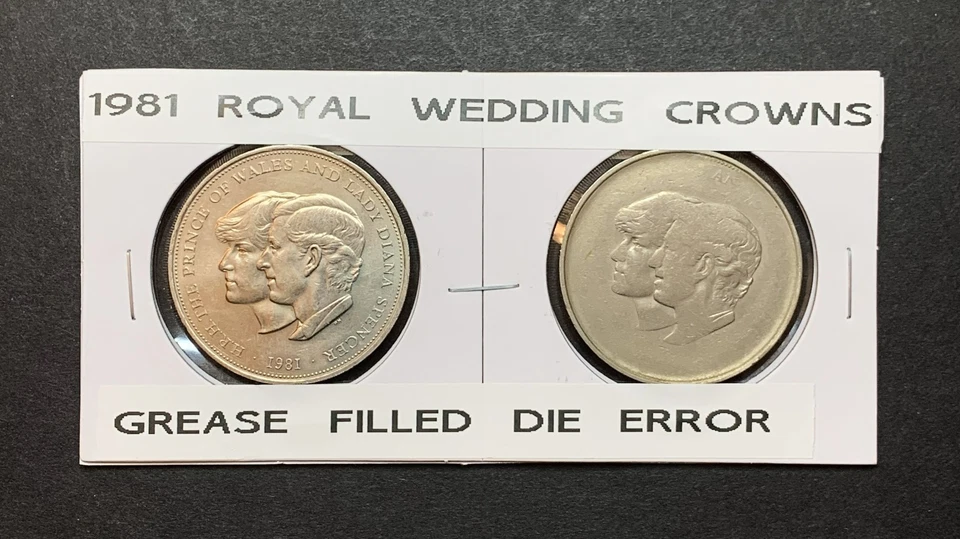 1981 ROYAL WEDDING CROWNS
H.R.H. THE PRINCE OF WALES AND LADY DIANA SPENCER
· 1981 ·
GREASE FILLED DIE ERROR